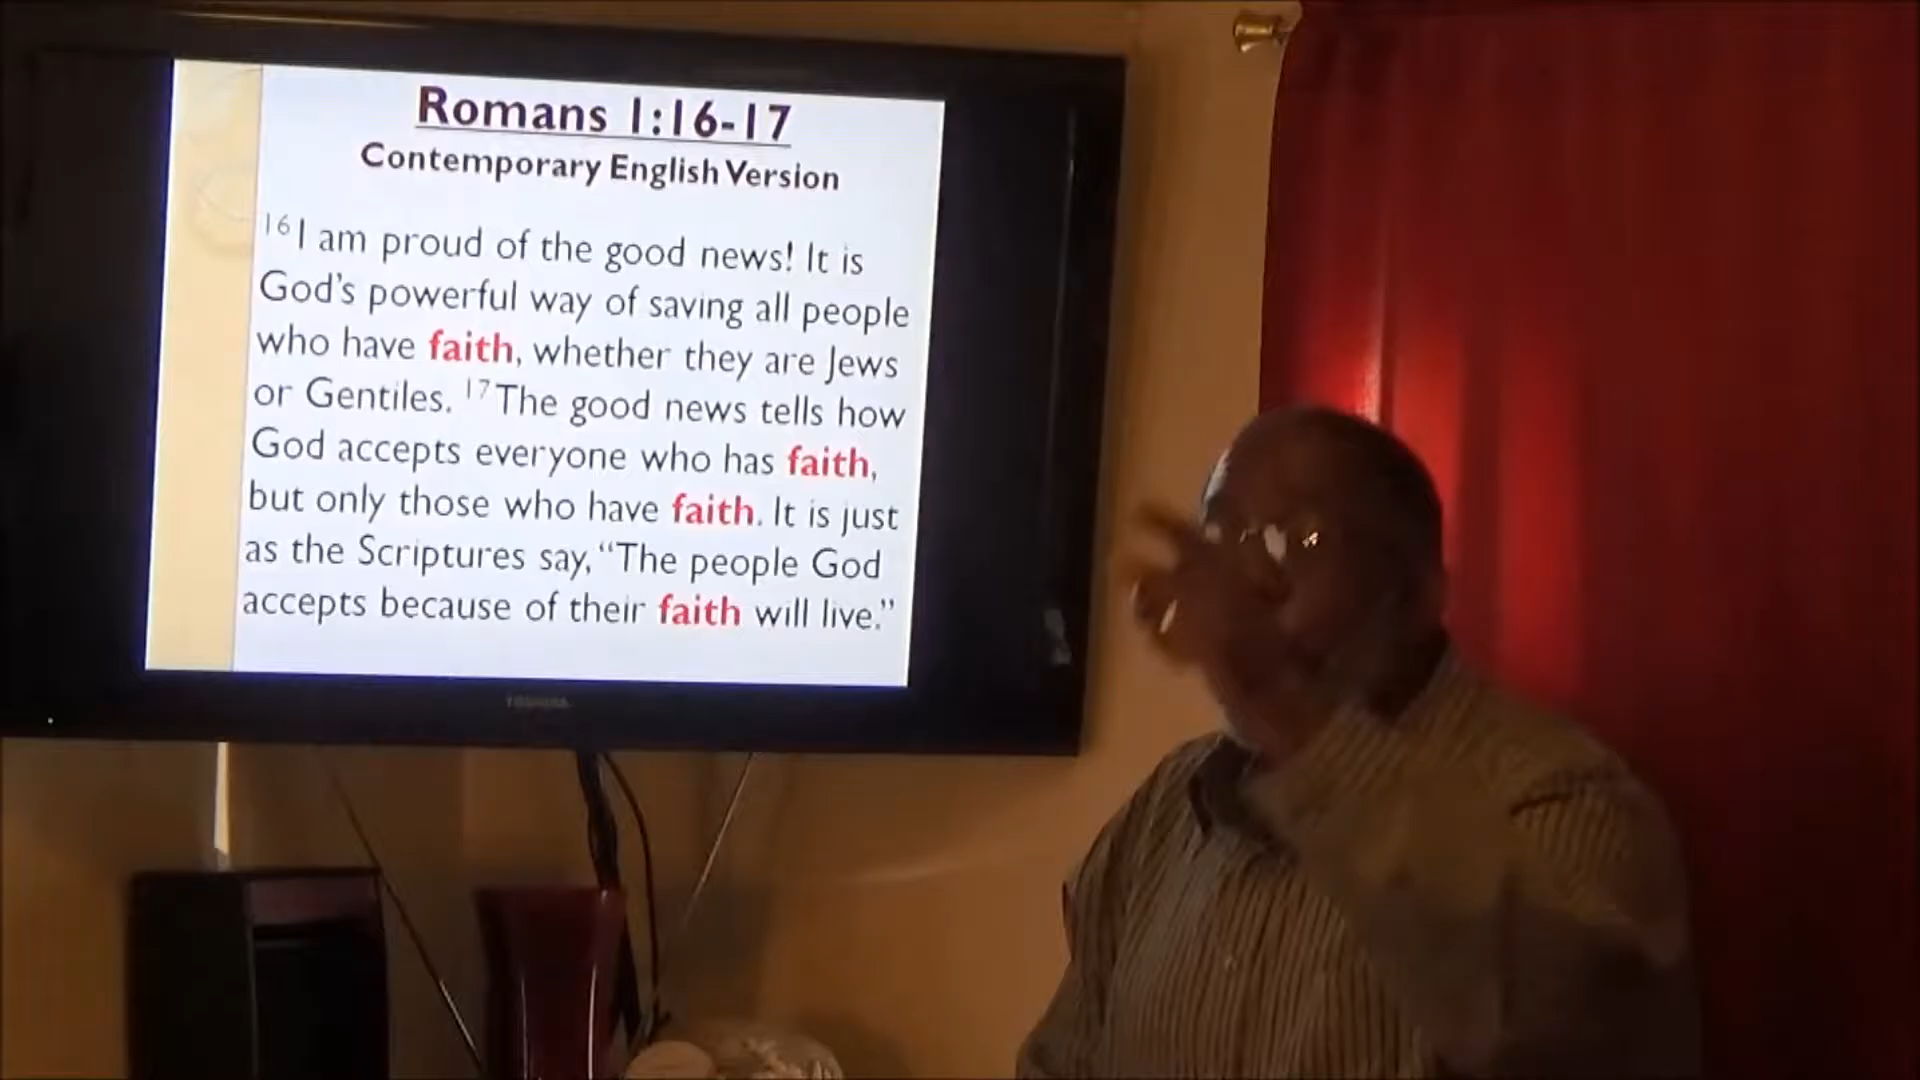 Romans 1:16-17
Contemporary English Version
16 I am proud of the good news! It is
God's powerful way of saving all people
who have faith, whether they are Jews
or Gentiles. 17 The good news tells how
God accepts everyone who has faith,
but only those who have faith. It is just
as the Scriptures say, “The people God
accepts because of their faith will live.”
TOSHIBA